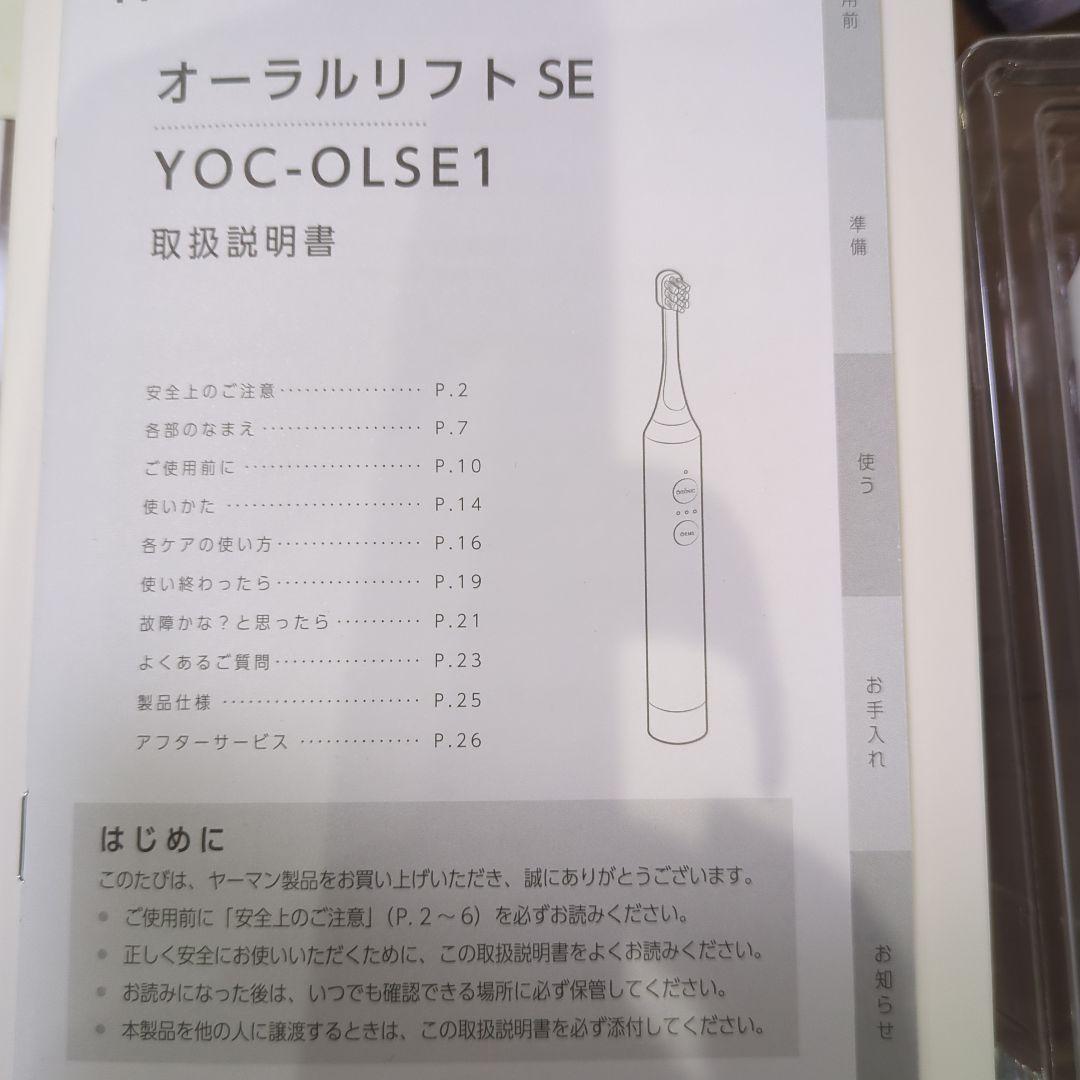 オーラルリフト SE
YOC-OLSE1
取扱説明書
安全上のご注意 ················· P.2
各部のなまえ ··················· P.7
ご使用前に ····················· P.10
使いかた ······················· P.14
各ケアの使い方 ················· P.16
使い終わったら ················· P.19
故障かな？と思ったら ·········· P.21
よくあるご質問 ················· P.23
製品仕様 ······················· P.25
アフターサービス ·············· P.26
はじめに
このたびは、ヤーマン製品をお買い上げいただき、誠にありがとうございます。
● ご使用前に「安全上のご注意」（P. 2 ～ 6）を必ずお読みください。
● 正しく安全にお使いいただくために、この取扱説明書をよくお読みください。
● お読みになった後は、いつでも確認できる場所に必ず保管してください。
● 本製品を他の人に譲渡するときは、この取扱説明書を必ず添付してください。
用前
準備
使う
お手入れ
お知らせ